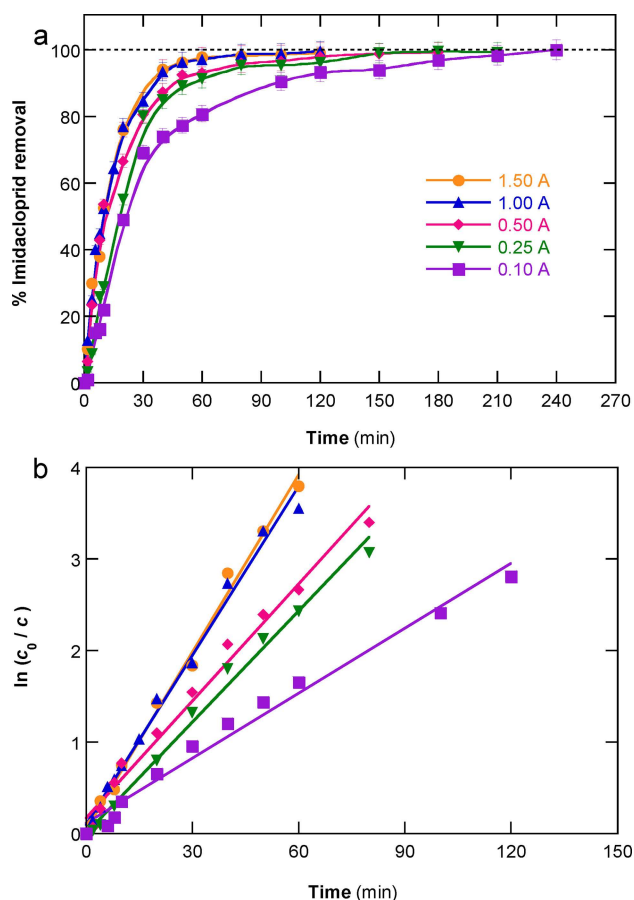 a
100
80
60
40
20
0
% Imidacloprid removal
1.50 A
1.00 A
0.50 A
0.25 A
0.10 A
0 30 60 90 120 150 180 210 240 270
Time (min)
b
4
3
2
1
0
ln (c0 / c)
0 30 60 90 120 150
Time (min)